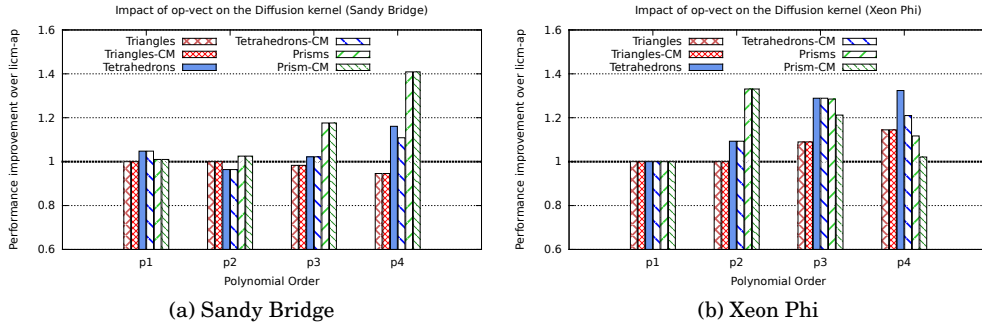 Impact of op-vect on the Diffusion kernel (Sandy Bridge)
Performance improvement over licm-ap
1.6
1.4
1.2
1
0.8
0.6
Triangles
Triangles-CM
Tetrahedrons
Tetrahedrons-CM
Prisms
Prism-CM
p1 p2 p3 p4
Polynomial Order
(a) Sandy Bridge
Impact of op-vect on the Diffusion kernel (Xeon Phi)
Performance improvement over licm-ap
1.6
1.4
1.2
1
0.8
0.6
Triangles
Triangles-CM
Tetrahedrons
Tetrahedrons-CM
Prisms
Prism-CM
p1 p2 p3 p4
Polynomial Order
(b) Xeon Phi